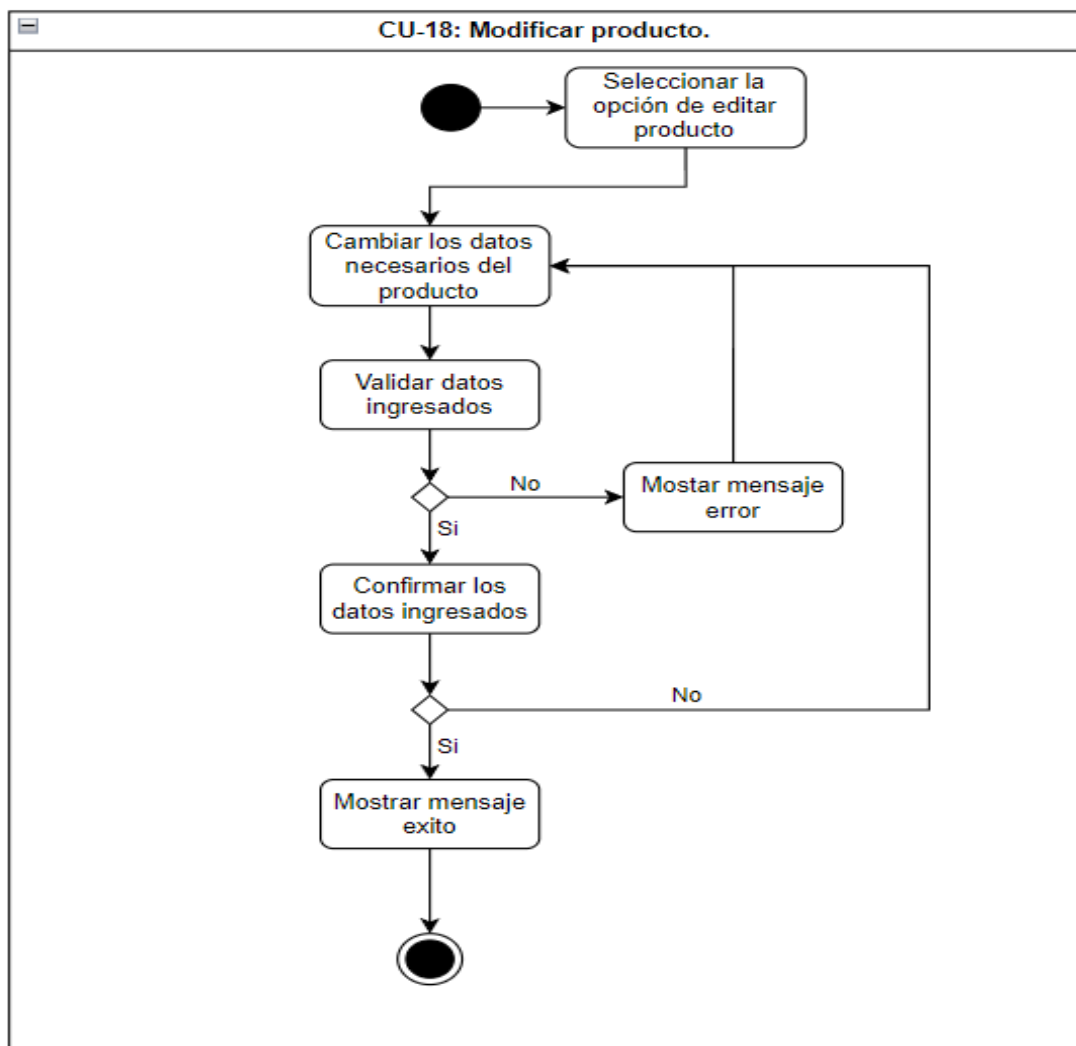 CU-18: Modificar producto.
Seleccionar la
opción de editar
producto
Cambiar los datos
necesarios del
producto
Validar datos
ingresados
No
Mostar mensaje
error
Si
Confirmar los
datos ingresados
No
Si
Mostrar mensaje
exito